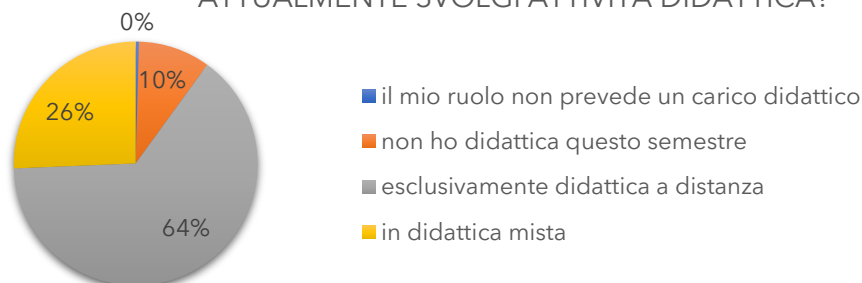 ATTUALMENTE SVOLGI ATTIVITÀ DIDATTICA?
0%
10%
26%
64%
il mio ruolo non prevede un carico didattico
non ho didattica questo semestre
esclusivamente didattica a distanza
in didattica mista